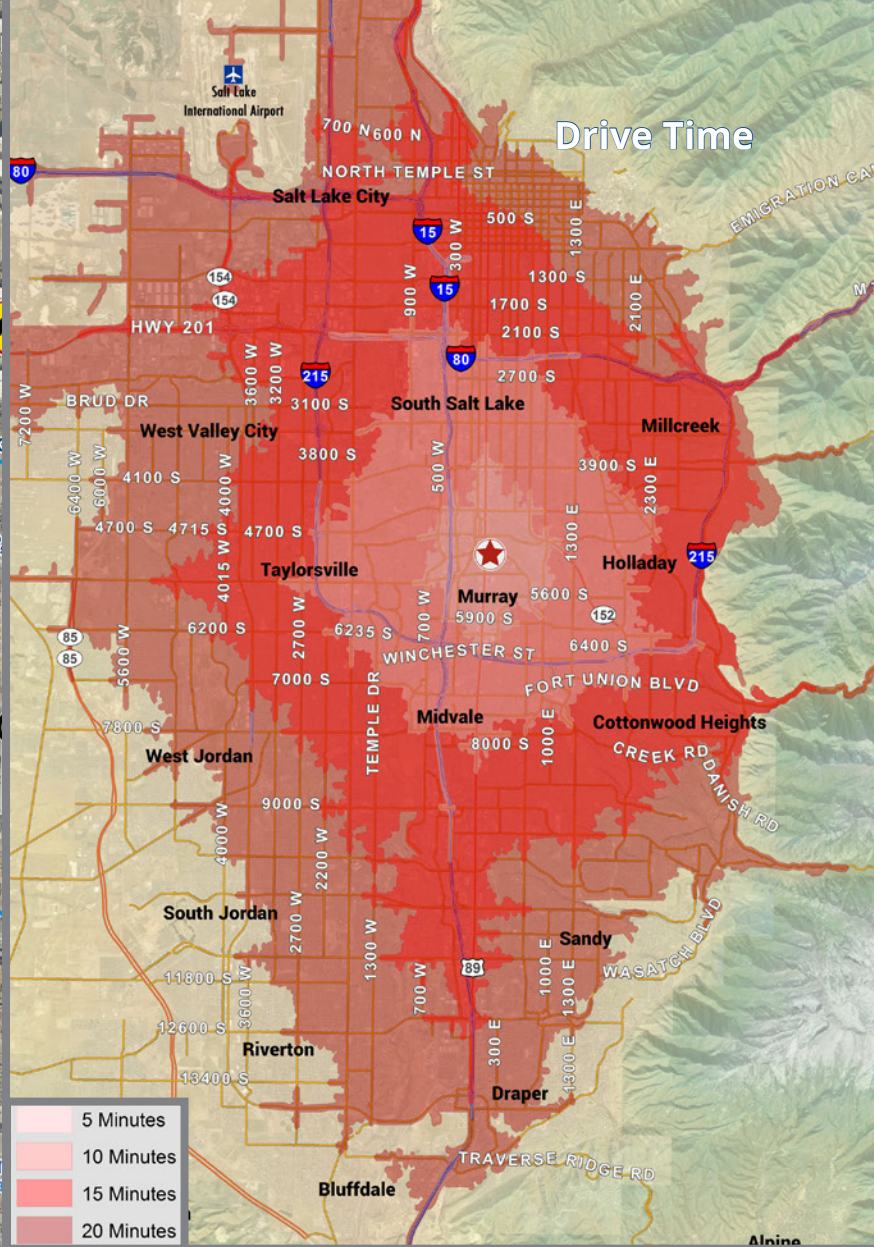 Drive Time
Salt Lake
International Airport
700 N
600 N
80
NORTH TEMPLE ST
Salt Lake City
EMIGRATION
500 S
1300 E
15
300 W
154
154
15
900 W
1300 S
1700 S
2100 E
HWY 201
2100 S
80
2700 S
215
3600 W
3200 W
3100 S
BRUD DR
7200 W
South Salt Lake
West Valley City
Millcreek
3800 S
500 W
3900 S
2300 E
6400 W
6000 W
4100 S
4000 W
4700 S
4715 S
4700 S
1300 E
Taylorsville
4015 W
Holladay
215
Murray
5600 S
152
700 W
5900 S
85
85
5600 W
6200 S
2700 W
6235 S
6400 S
WINCHESTER ST
7000 S
FORT UNION BLVD
TEMPLE DR
Midvale
Cottonwood Heights
7800 S
8000 S
1000 E
West Jordan
CREEK RD
DANISH RD
9000 S
4000 W
2200 W
South Jordan
2700 W
1300 W
Sandy
WASATCH BLVD
89
11800 S
3600 W
700 W
1000 E
1300 E
12600 S
Riverton
300 E
1300 E
13400 S
Draper
TRAVERSE RIDGE RD
Bluffdale
Alpine
5 Minutes
10 Minutes
15 Minutes
20 Minutes